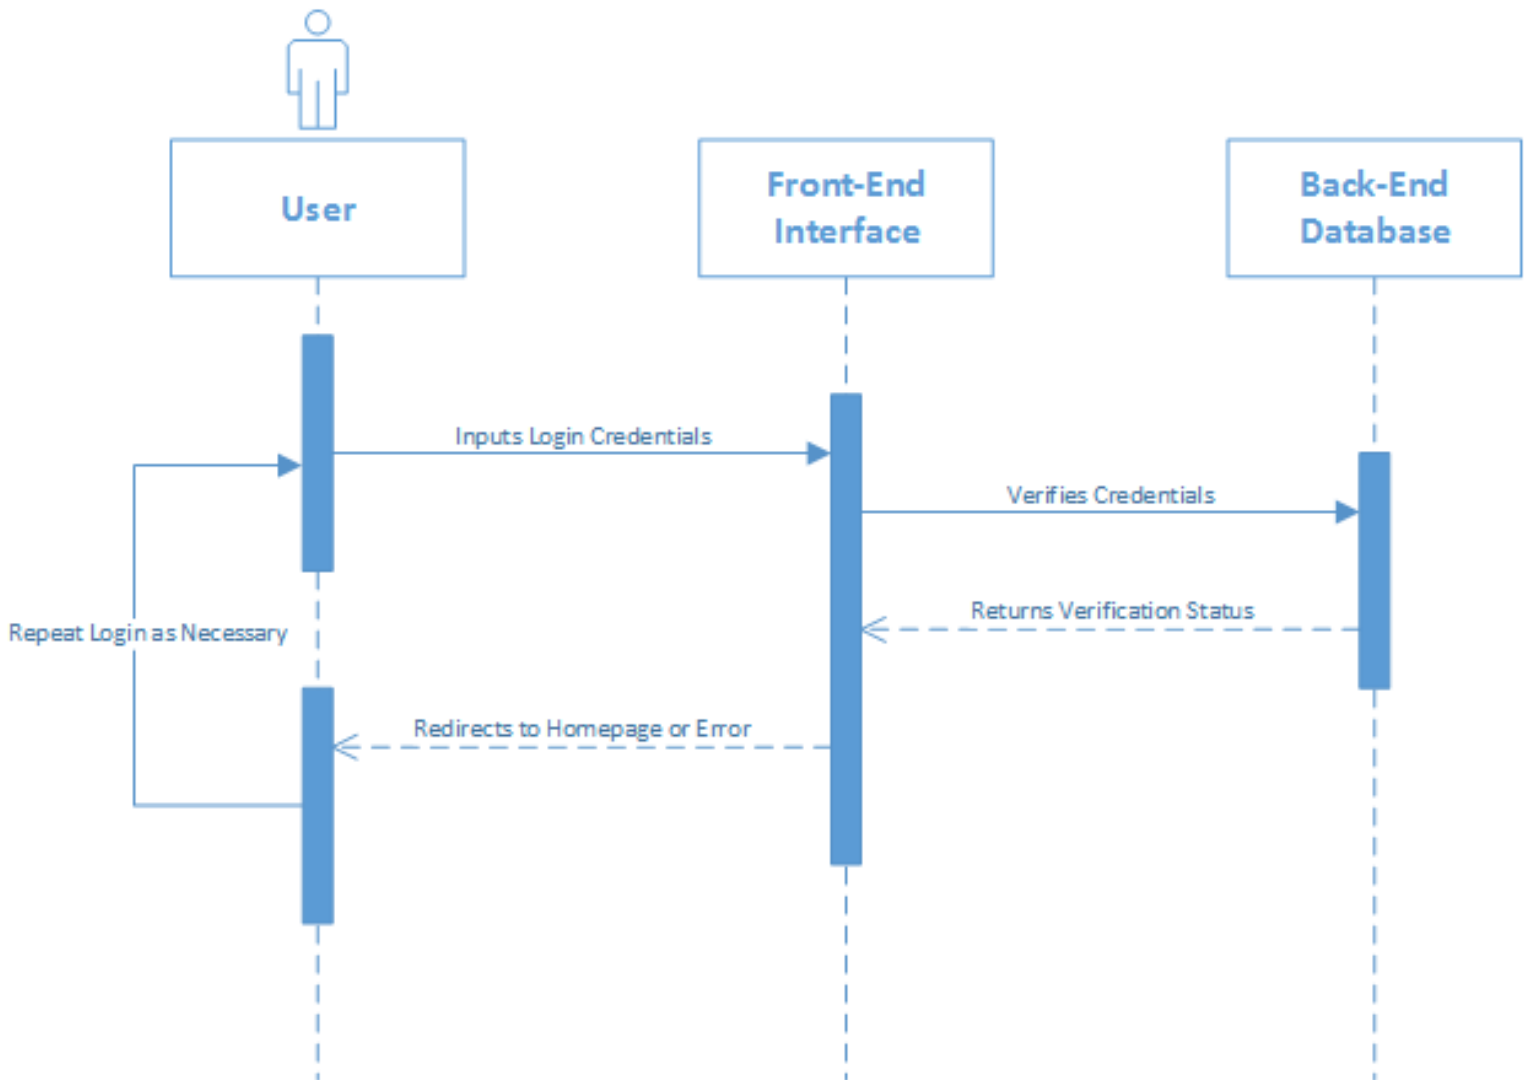 User
Front-End
Interface
Back-End
Database
Inputs Login Credentials
Verifies Credentials
Returns Verification Status
Repeat Login as Necessary
Redirects to Homepage or Error